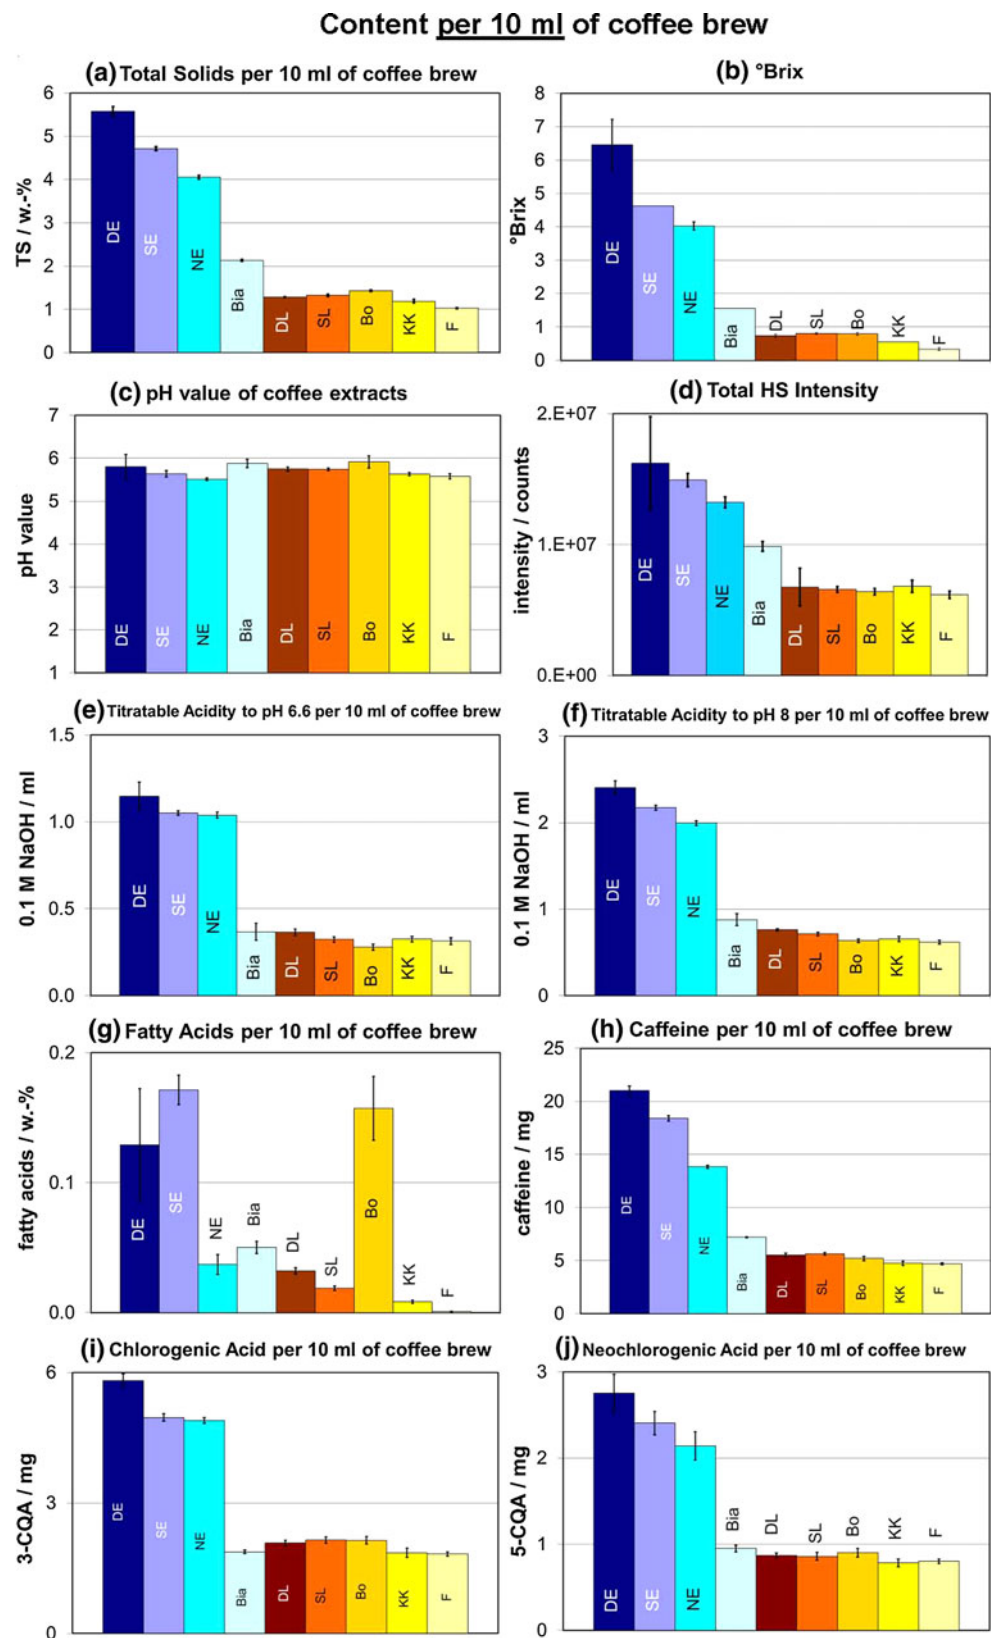 Content per 10 ml of coffee brew
(a) Total Solids per 10 ml of coffee brew
TS / w.-%
6
5
4
3
2
1
0
DE
SE
NE
Bia
DL
SL
Bo
KK
F
(b) °Brix
°Brix
8
7
6
5
4
3
2
1
0
DE
SE
NE
Bia
DL
SL
Bo
KK
F
(c) pH value of coffee extracts
pH value
7
6
5
4
3
2
1
DE
SE
NE
Bia
DL
SL
Bo
KK
F
(d) Total HS Intensity
intensity / counts
2.E+07
1.E+07
0.E+00
DE
SE
NE
Bia
DL
SL
Bo
KK
F
(e) Titratable Acidity to pH 6.6 per 10 ml of coffee brew
0.1 M NaOH / ml
1.5
1.0
0.5
0.0
DE
SE
NE
Bia
DL
SL
Bo
KK
F
(f) Titratable Acidity to pH 8 per 10 ml of coffee brew
0.1 M NaOH / ml
3
2
1
0
DE
SE
NE
Bia
DL
SL
Bo
KK
F
(g) Fatty Acids per 10 ml of coffee brew
fatty acids / w.-%
0.2
0.1
0.0
DE
SE
NE
Bia
DL
SL
Bo
KK
F
(h) Caffeine per 10 ml of coffee brew
caffeine / mg
25
20
15
10
5
0
DE
SE
NE
Bia
DL
SL
Bo
KK
F
(i) Chlorogenic Acid per 10 ml of coffee brew
3-CQA / mg
6
3
0
DE
SE
NE
Bia
DL
SL
Bo
KK
F
(j) Neochlorogenic Acid per 10 ml of coffee brew
5-CQA / mg
3
2
1
0
DE
SE
NE
Bia
DL
SL
Bo
KK
F